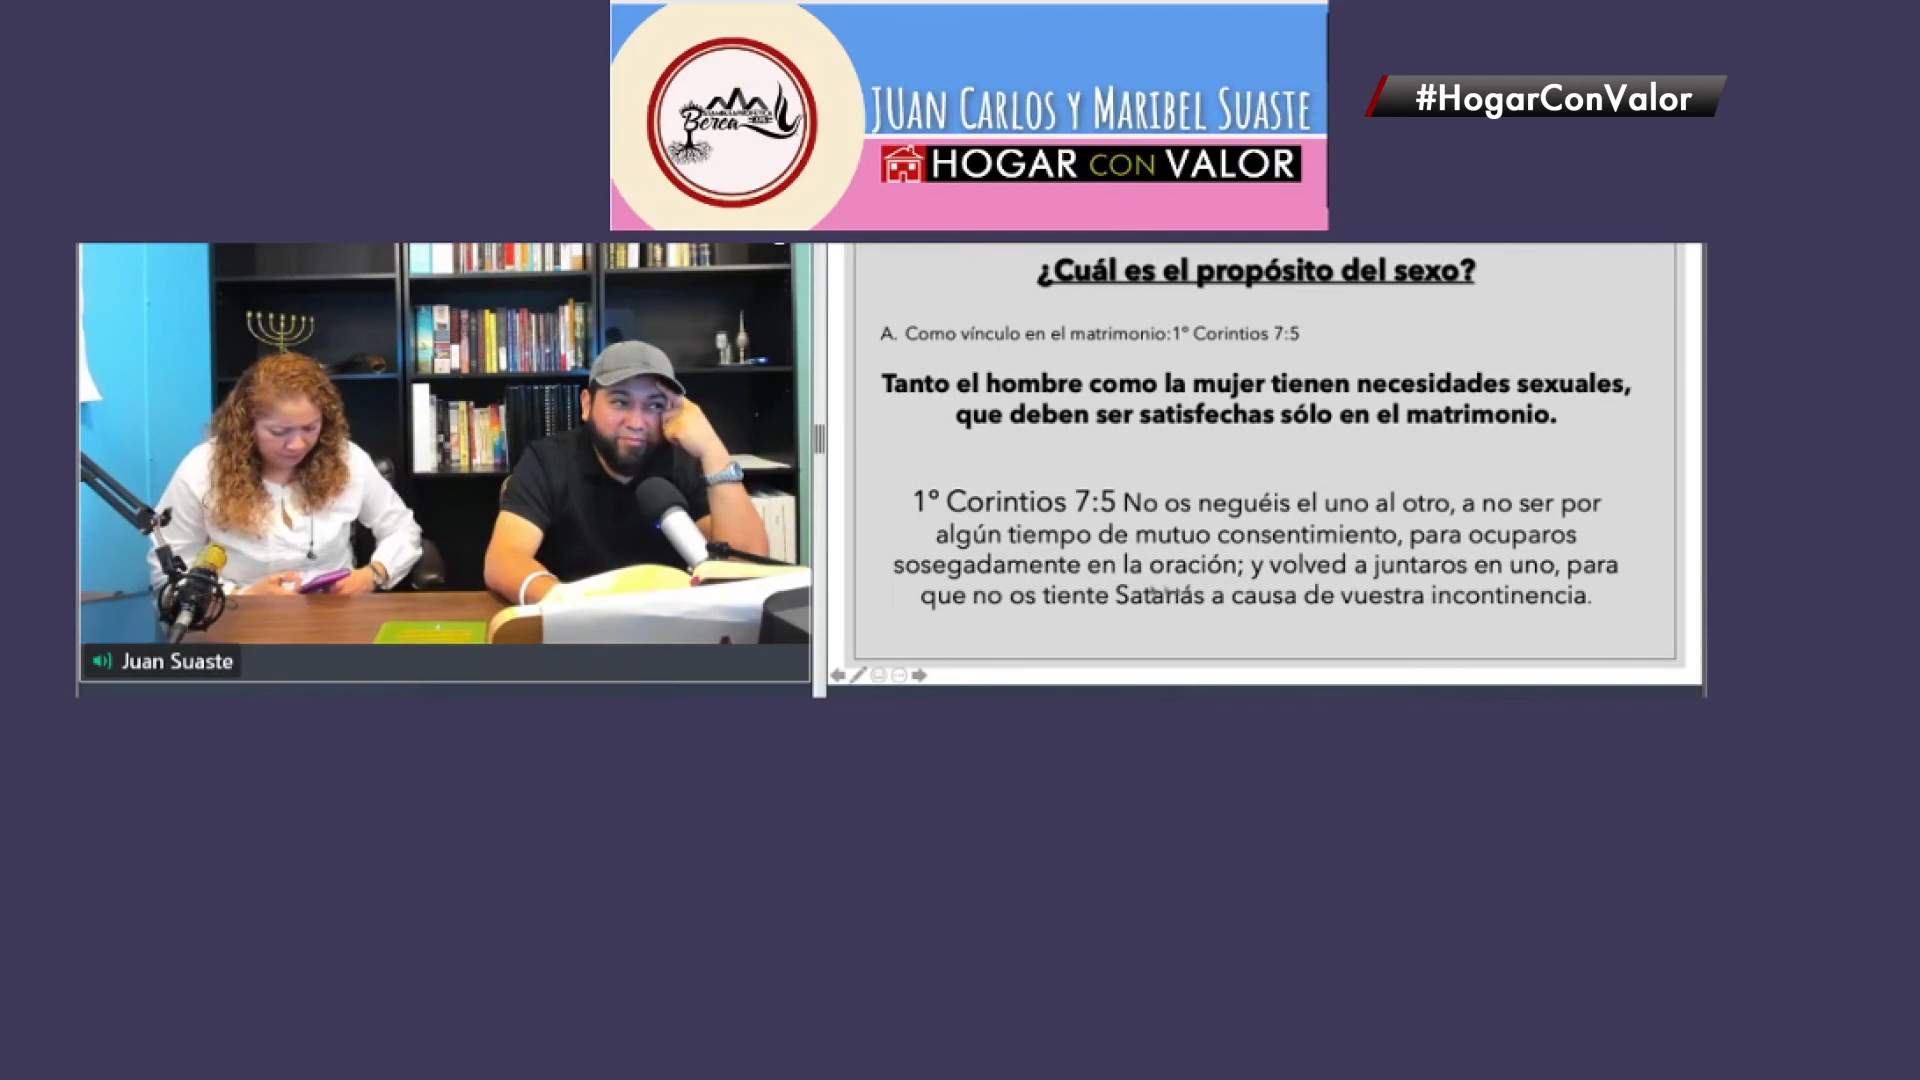 JUAN CARLOS Y MARIBEL SUASTE
HOGAR CON VALOR
#HogarConValor
Berea
¿Cuál es el propósito del sexo?
A. Como vínculo en el matrimonio:1º Corintios 7:5
Tanto el hombre como la mujer tienen necesidades sexuales,
que deben ser satisfechas sólo en el matrimonio.
1º Corintios 7:5 No os neguéis el uno al otro, a no ser por
algún tiempo de mutuo consentimiento, para ocuparos
sosegadamente en la oración; y volved a juntaros en uno, para
que no os tiente Satanás a causa de vuestra incontinencia.
Juan Suaste